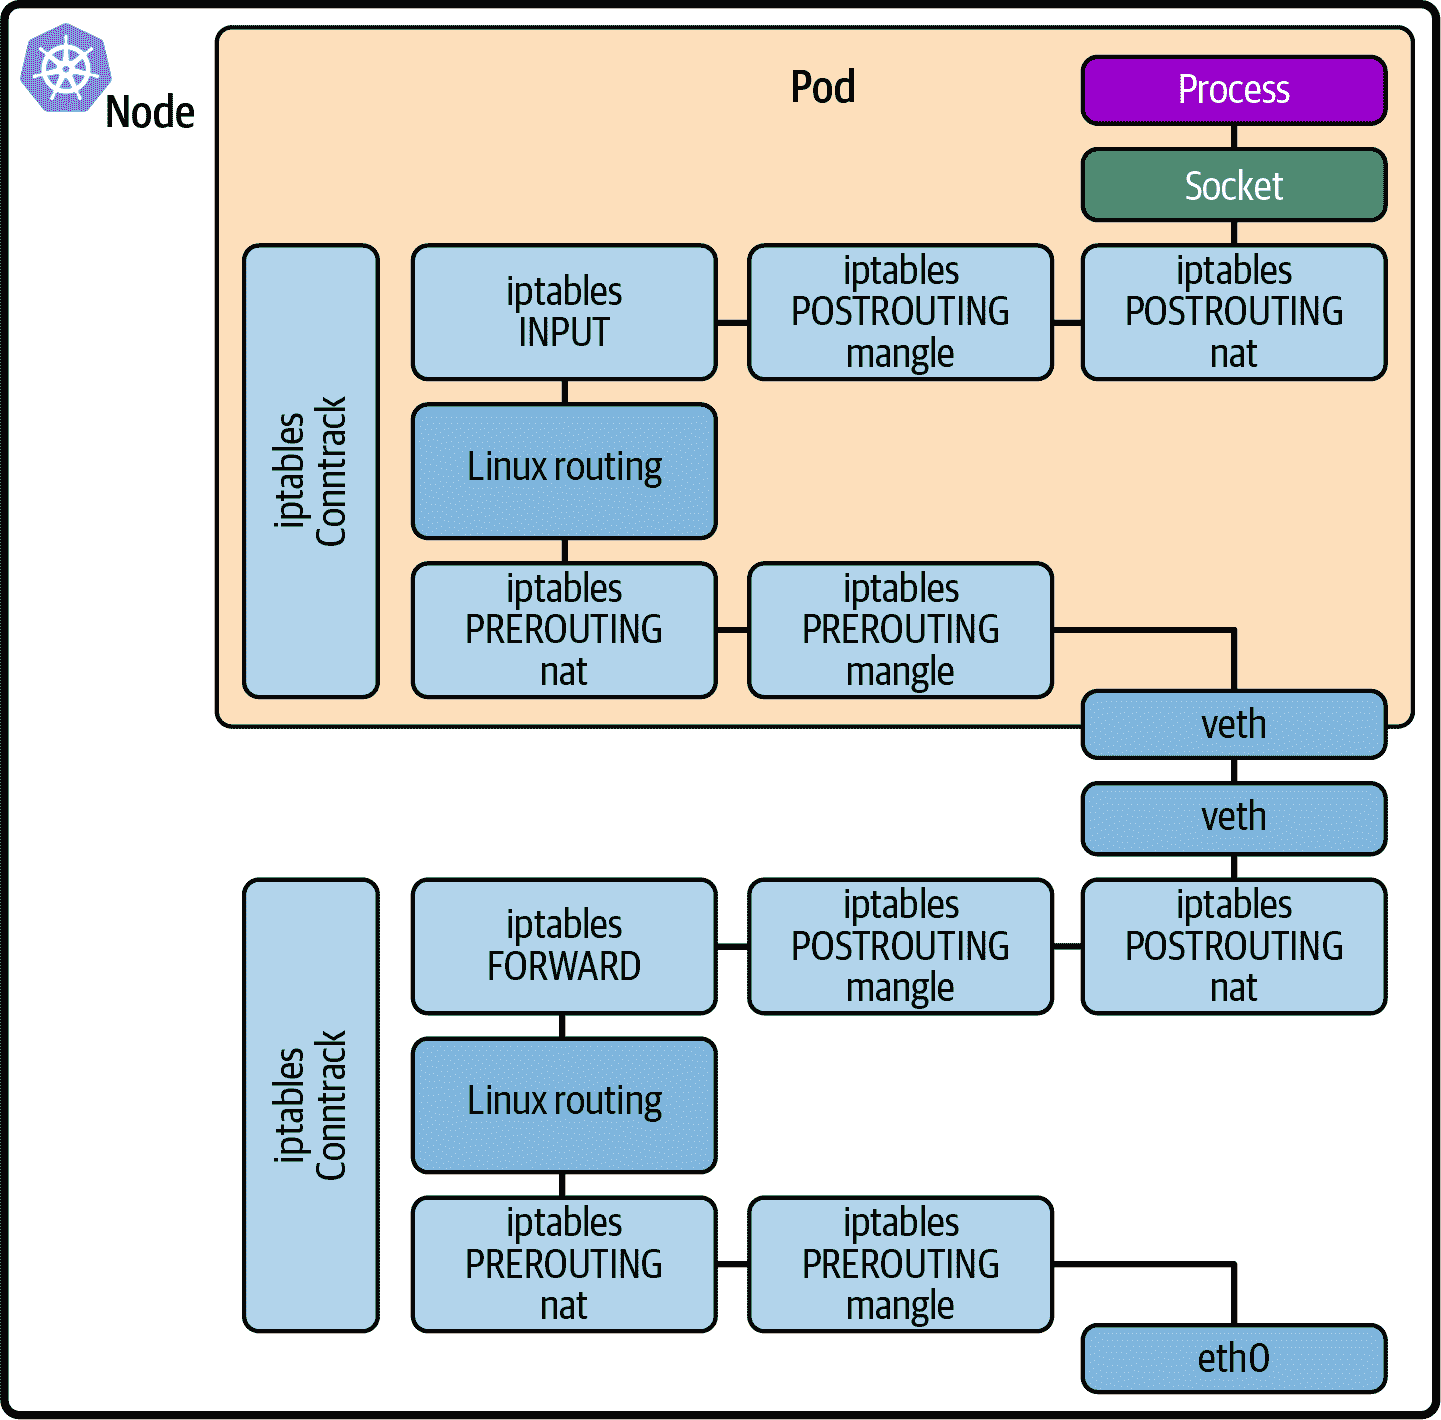 Node
Pod
Process
Socket
iptables
Conntrack
iptables
INPUT
iptables
POSTROUTING
mangle
iptables
POSTROUTING
nat
Linux routing
iptables
PREROUTING
nat
iptables
PREROUTING
mangle
veth
veth
iptables
Conntrack
iptables
FORWARD
iptables
POSTROUTING
mangle
iptables
POSTROUTING
nat
Linux routing
iptables
PREROUTING
nat
iptables
PREROUTING
mangle
eth0